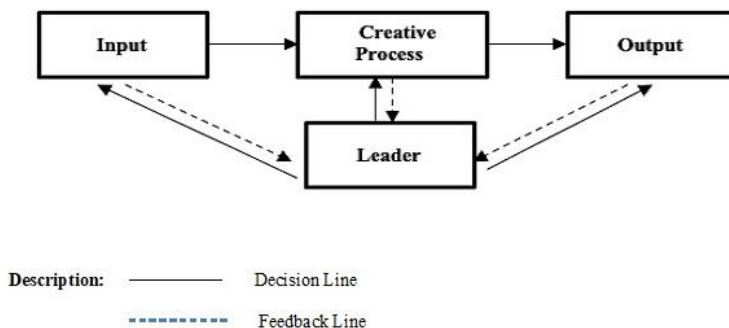 Input
Creative
Process
Output
Leader
Description:
Decision Line
Feedback Line